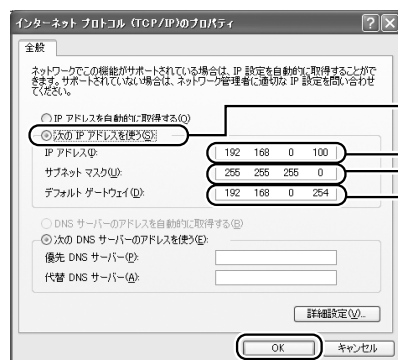 インターネット プロトコル (TCP/IP)のプロパティ
全般
ネットワークでこの機能がサポートされている場合は、IP 設定を自動的に取得することがで
きます。サポートされていない場合は、ネットワーク管理者に適切な IP 設定を問い合わせ
てください。
IP アドレスを自動的に取得する(O)
次の IP アドレスを使う(S):
IP アドレス(I): 192 168 0 100
サブネット マスク(U): 255 255 255 0
デフォルト ゲートウェイ(D): 192 168 0 254
DNS サーバーのアドレスを自動的に取得する(B)
次の DNS サーバーのアドレスを使う(E):
優先 DNS サーバー(P):
代替 DNS サーバー(A):
詳細設定(V)...
OK キャンセル